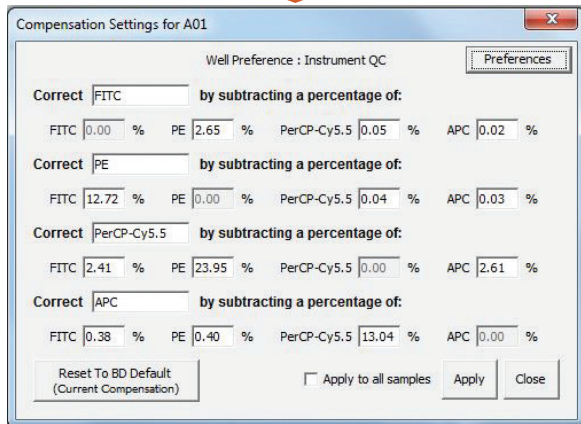 Compensation Settings for A01
x
Well Preference : Instrument QC Preferences
Correct FITC by subtracting a percentage of:
FITC 0.00 % PE 2.65 % PerCP-Cy5.5 0.05 % APC 0.02 %
Correct PE by subtracting a percentage of:
FITC 12.72 % PE 0.00 % PerCP-Cy5.5 0.04 % APC 0.03 %
Correct PerCP-Cy5.5 by subtracting a percentage of:
FITC 2.41 % PE 23.95 % PerCP-Cy5.5 0.00 % APC 2.61 %
Correct APC by subtracting a percentage of:
FITC 0.38 % PE 0.40 % PerCP-Cy5.5 13.04 % APC 0.00 %
Reset To BD Default
(Current Compensation)
Apply to all samples Apply Close